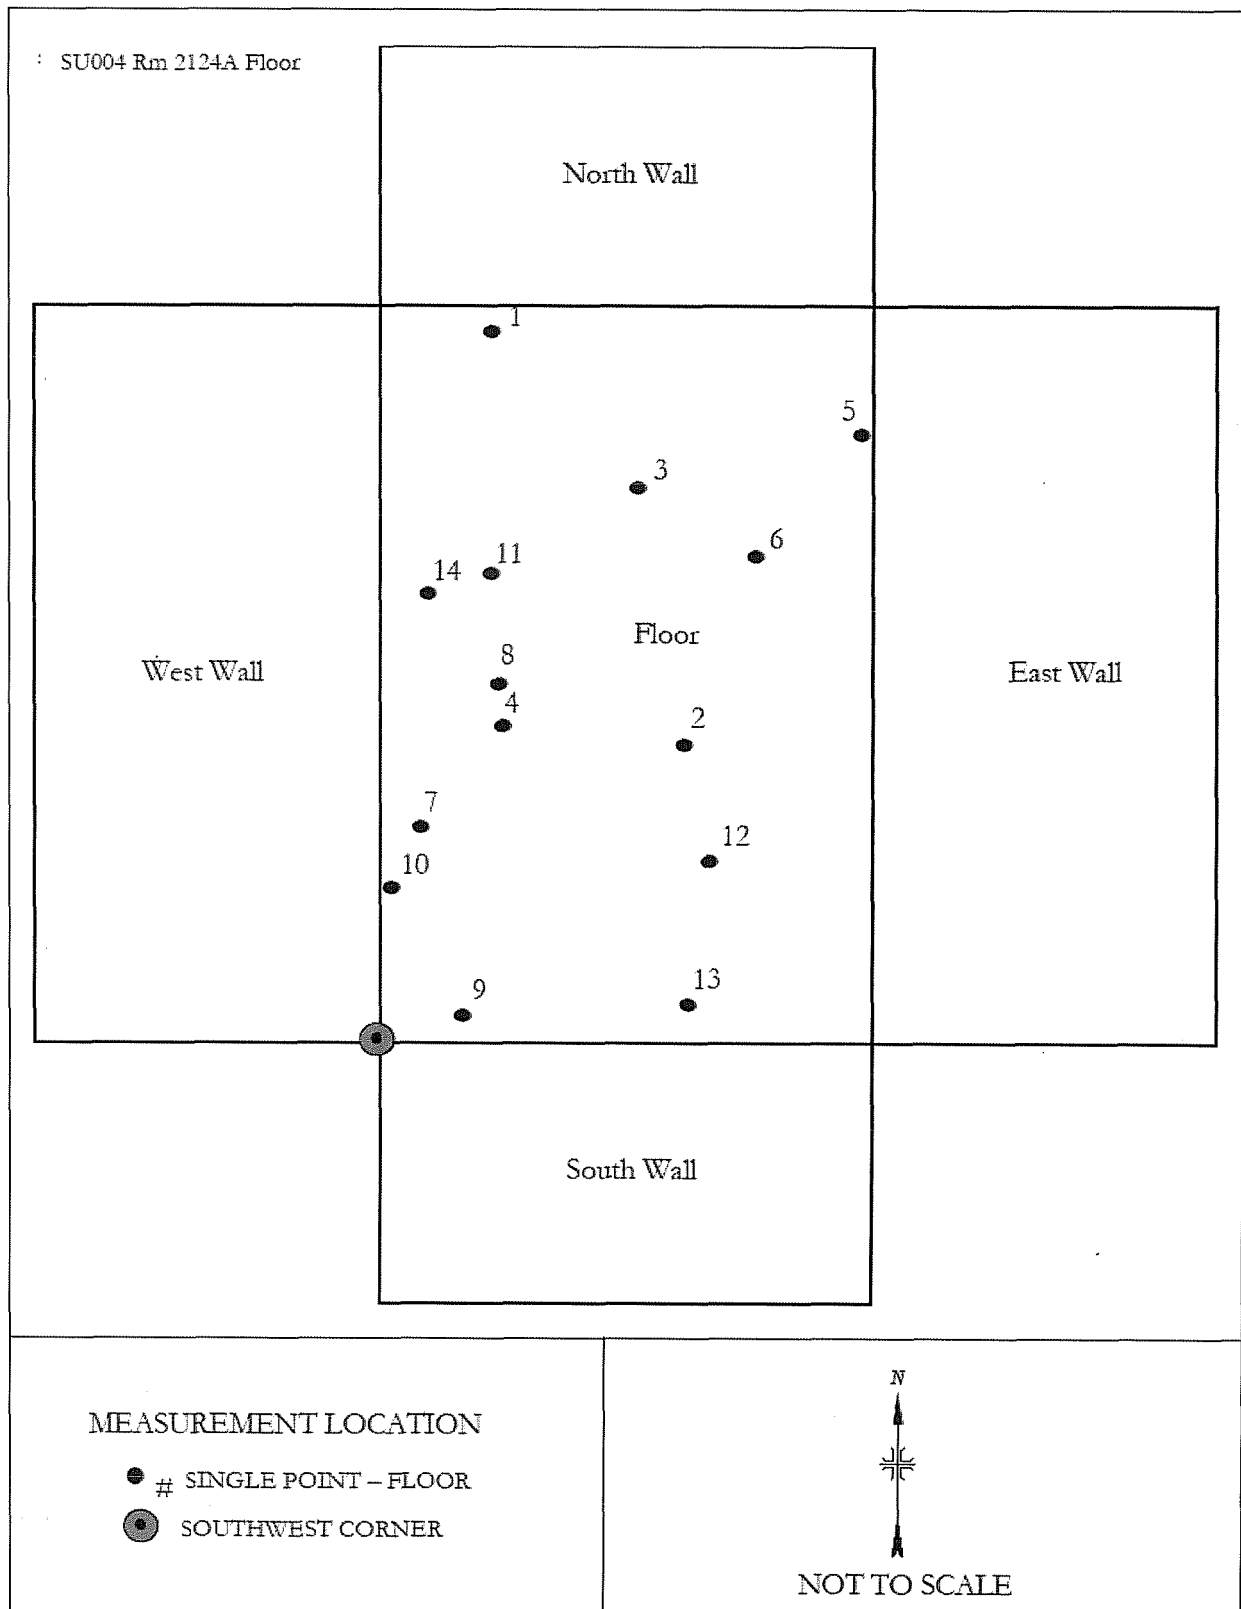 : SU004 Rm 2124A Floor
North Wall
1
5
3
6
11
14
Floor
8
West Wall
East Wall
4
2
7
12
10
9
13
South Wall
MEASUREMENT LOCATION
# SINGLE POINT – FLOOR
SOUTHWEST CORNER
N
NOT TO SCALE